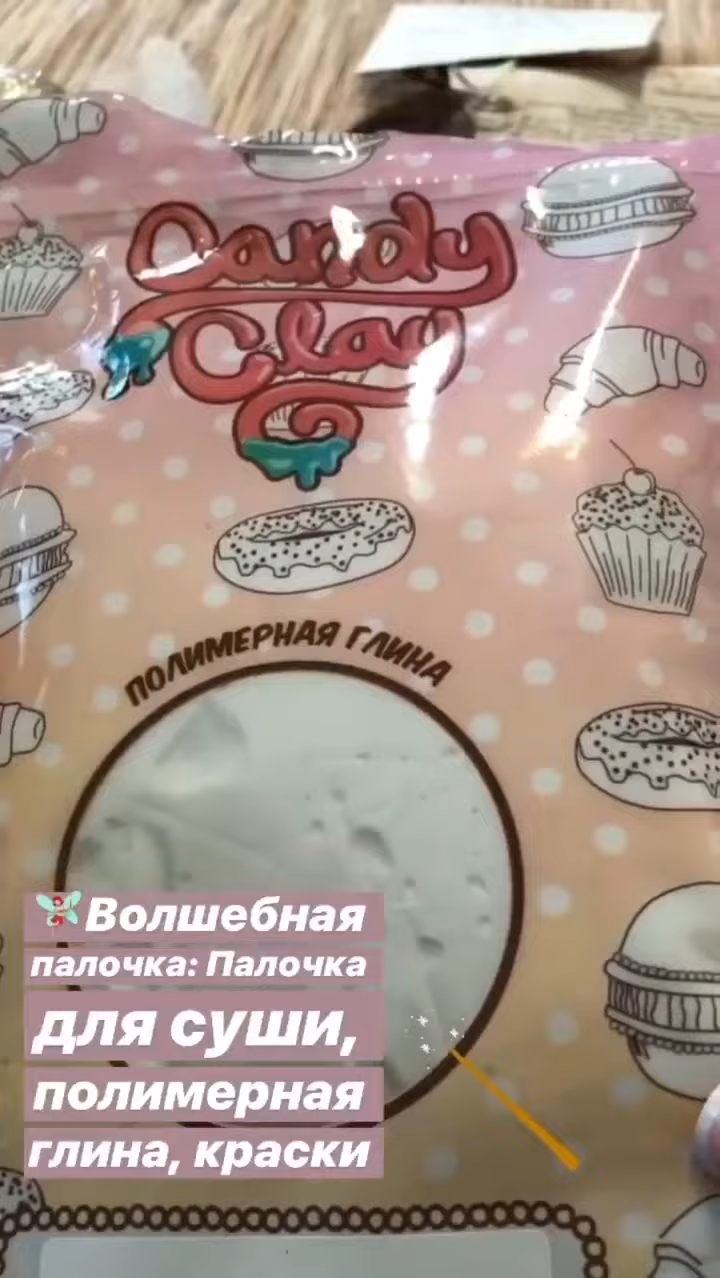 Candy
Clay
ПОЛИМЕРНАЯ ГЛИНА
Волшебная
палочка: Палочка
для суши,
полимерная
глина, краски